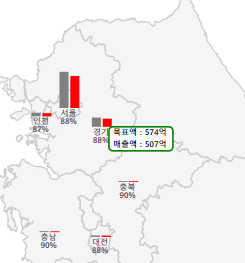 서울
88%
인천
87%
경기
88%
목표액 : 574억
매출액 : 507억
충북
90%
충남
90%
대전
88%